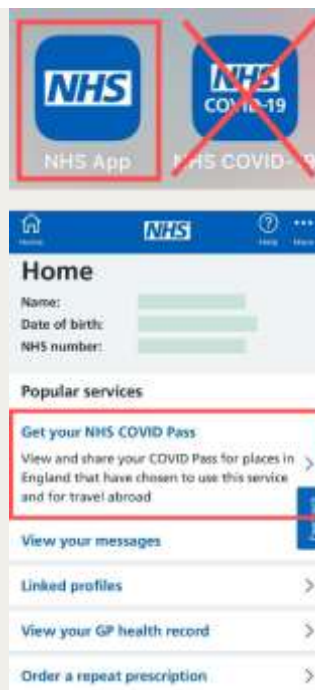 NHS
NHS
COVID-19
NHS App
NHS COVID-19
NHS
Home
Help
More
Home
Name:
Date of birth:
NHS number:
Popular services
Get your NHS COVID Pass
View and share your COVID Pass for places in
England that have chosen to use this service
and for travel abroad
View your messages
Linked profiles
View your GP health record
Order a repeat prescription